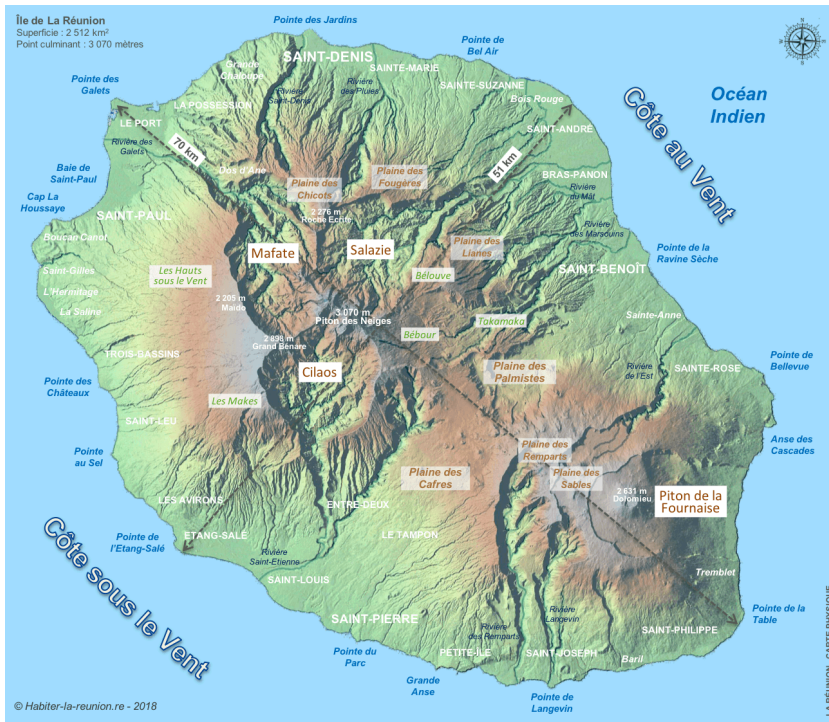 Île de La Réunion
Superficie : 2 512 km²
Point culminant : 3 070 mètres
Pointe des Jardins
Pointe de
Bel Air
Pointe des
Galets
SAINT-DENIS
Grande
Chaloupe
SAINTE-MARIE
Rivière
Saint-Denis
Rivière
des Pluies
SAINTE-SUZANNE
Bois Rouge
Océan
Indien
Côte au Vent
LA POSSESSION
LE PORT
SAINT-ANDRÉ
Rivière des
Galets
70 km
51 km
Dos d'Ane
Baie de
Saint-Paul
Plaine des
Chicots
Plaine des
Fougères
BRAS-PANON
Rivière
du Mât
Cap La
Houssaye
SAINT-PAUL
2 276 m
Roche Ecrite
Rivière
des Marsouins
Boucan Canot
Mafate
Salazie
Plaine des
Lianes
Pointe de la
Ravine Sèche
Saint-Gilles
Les Hauts
sous le Vent
Bélouve
SAINT-BENOÎT
L'Hermitage
La Saline
2 205 m
Maïdo
3 070 m
Piton des Neiges
Takamaka
Sainte-Anne
2 898 m
Grand Bénare
Bébour
TROIS-BASSINS
Cilaos
Plaine des
Palmistes
Rivière
de l'Est
SAINTE-ROSE
Pointe de
Bellevue
Pointe des
Châteaux
Les Makes
SAINT-LEU
Anse des
Cascades
Pointe
au Sel
Plaine des
Remparts
Plaine des
Cafres
Plaine des
Sables
2 631 m
Dolomieu
Piton de la
Fournaise
LES AVIRONS
ENTRE-DEUX
Côte sous le Vent
Pointe de
l'Etang-Salé
ETANG-SALÉ
LE TAMPON
Rivière
Saint-Etienne
SAINT-LOUIS
Tremblet
SAINT-PIERRE
Rivière
Langevin
Pointe de la
Table
Rivière
des Remparts
SAINT-PHILIPPE
Pointe du
Parc
PETITE-ÎLE
SAINT-JOSEPH
Baril
Grande
Anse
Pointe de
Langevin
© Habiter-la-reunion.re - 2018
LA RÉUNION - CARTE PHYSIQUE